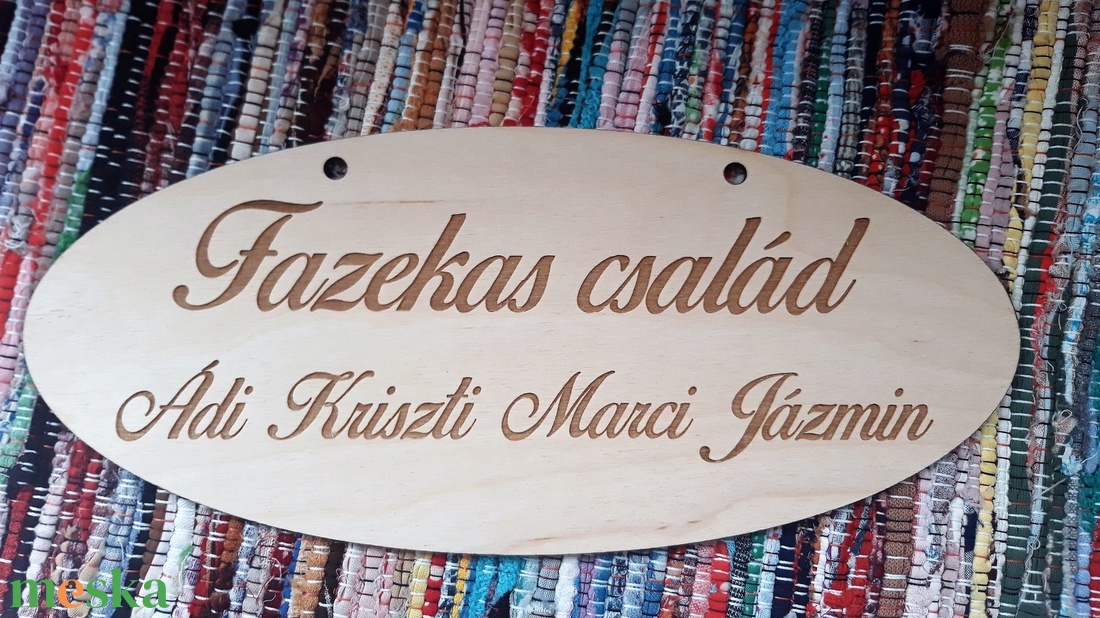 Fazekas család
Ádi Kriszti Marci Jázmin
meska